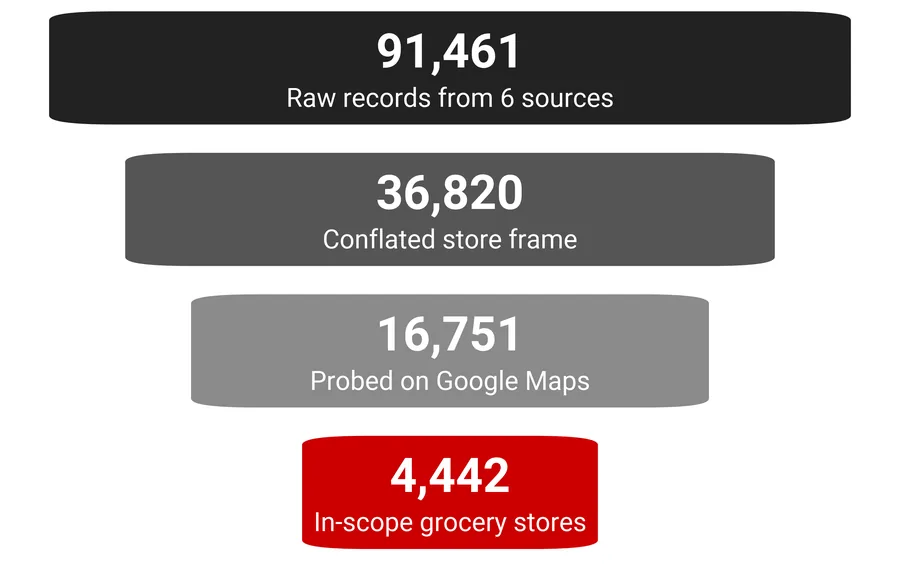 91,461
Raw records from 6 sources
36,820
Conflated store frame
16,751
Probed on Google Maps
4,442
In-scope grocery stores